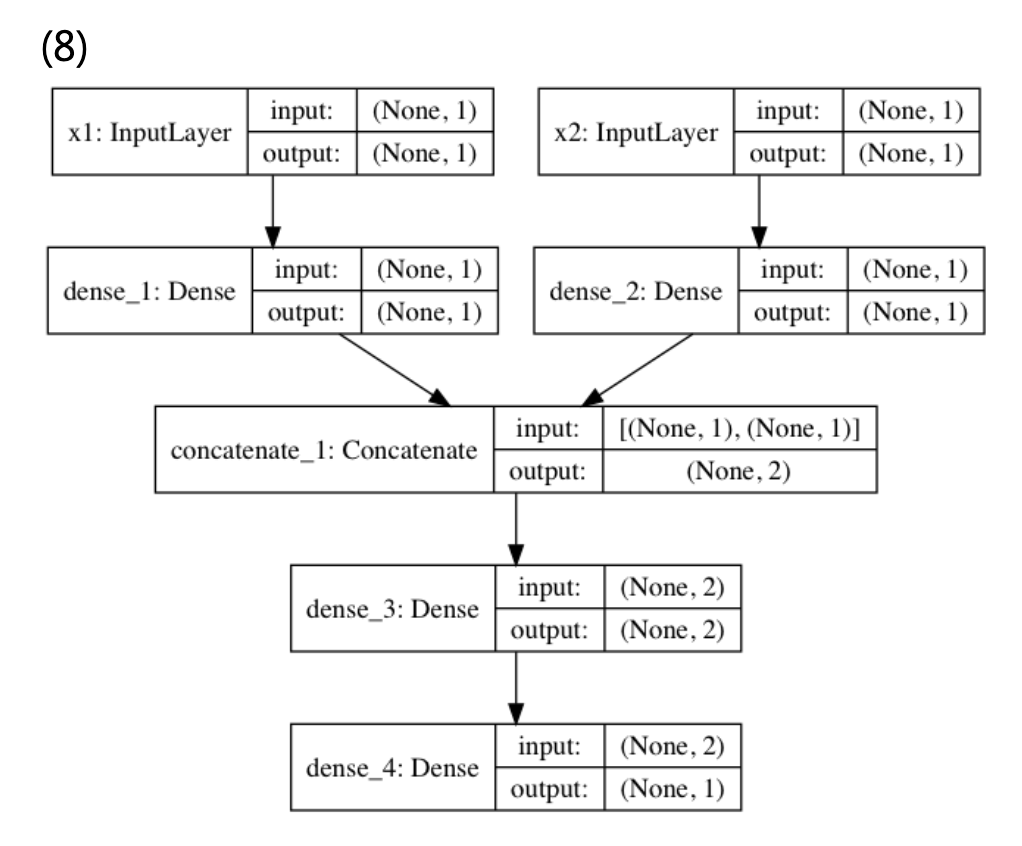 (8)
x1: InputLayer
input: (None, 1)
output: (None, 1)
x2: InputLayer
input: (None, 1)
output: (None, 1)
dense_1: Dense
input: (None, 1)
output: (None, 1)
dense_2: Dense
input: (None, 1)
output: (None, 1)
concatenate_1: Concatenate
input: [(None, 1), (None, 1)]
output: (None, 2)
dense_3: Dense
input: (None, 2)
output: (None, 2)
dense_4: Dense
input: (None, 2)
output: (None, 1)